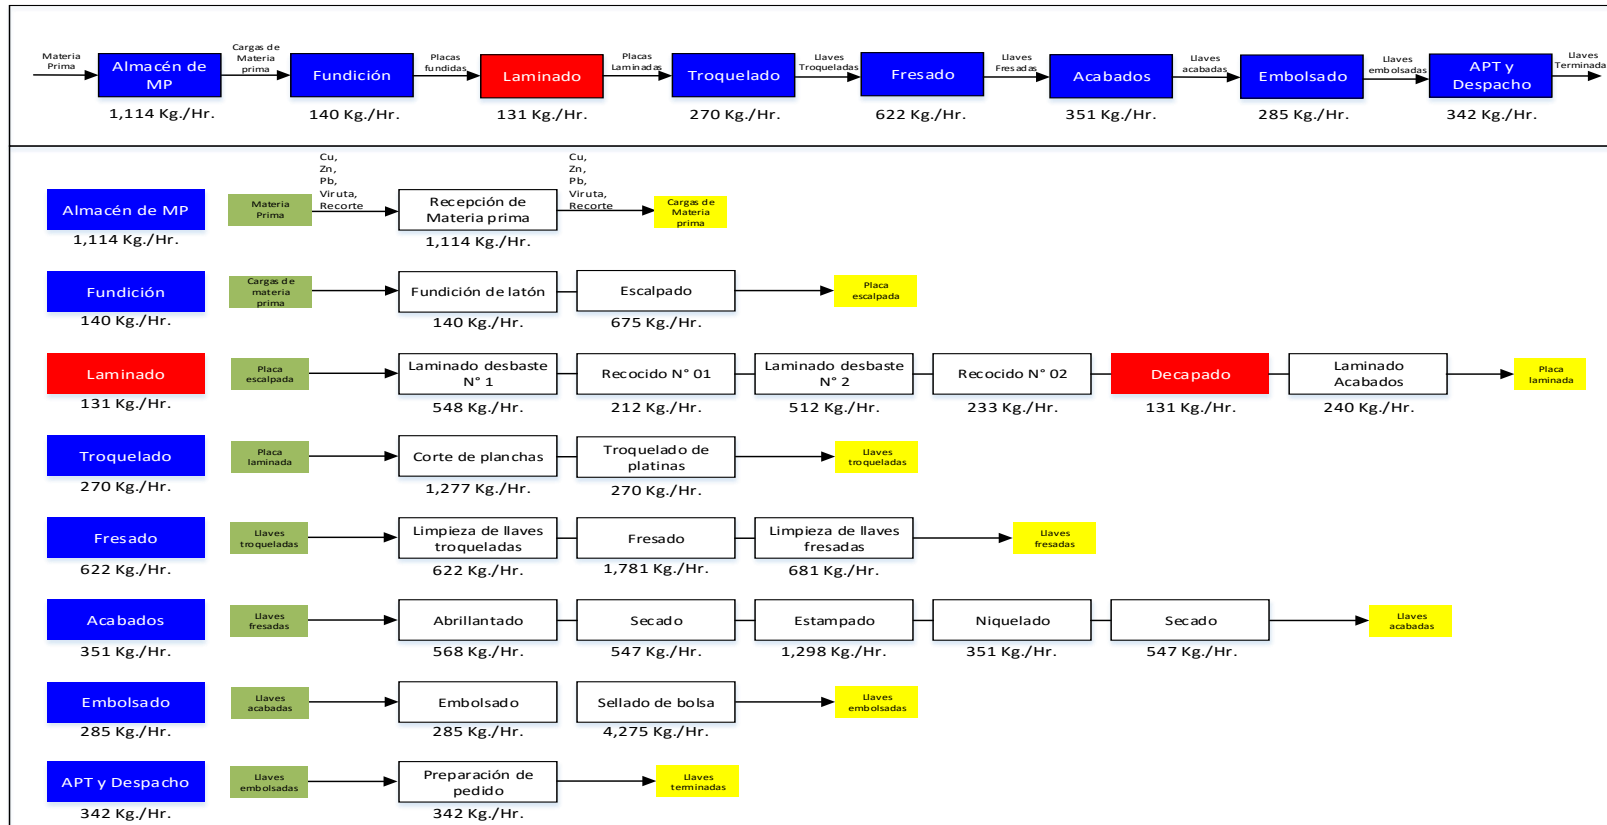 Materia
Prima
Almacén de
MP
1,114 Kg./Hr.
Cargas de
Materia
prima
Fundición
140 Kg./Hr.
Placas
fundidas
Laminado
131 Kg./Hr.
Placas
Laminadas
Troquelado
270 Kg./Hr.
Llaves
Troqueladas
Fresado
622 Kg./Hr.
Llaves
Fresadas
Acabados
351 Kg./Hr.
Llaves
acabadas
Embolsado
285 Kg./Hr.
Llaves
embolsadas
APT y
Despacho
342 Kg./Hr.
Llaves
Terminada
Almacén de MP
1,114 Kg./Hr.
Materia
Prima
Cu,
Zn,
Pb,
Viruta,
Recorte
Recepción de
Materia prima
1,114 Kg./Hr.
Cu,
Zn,
Pb,
Viruta,
Recorte
Cargas de
Materia
prima
Fundición
140 Kg./Hr.
Cargas de
materia
prima
Fundición de latón
140 Kg./Hr.
Escalpado
675 Kg./Hr.
Placa
escalpada
Laminado
131 Kg./Hr.
Placa
escalpada
Laminado desbaste
N° 1
548 Kg./Hr.
Recocido N° 01
212 Kg./Hr.
Laminado desbaste
N° 2
512 Kg./Hr.
Recocido N° 02
233 Kg./Hr.
Decapado
131 Kg./Hr.
Laminado
Acabados
240 Kg./Hr.
Placa
laminada
Troquelado
270 Kg./Hr.
Placa
laminada
Corte de planchas
1,277 Kg./Hr.
Troquelado de
platinas
270 Kg./Hr.
Llaves
troqueladas
Fresado
622 Kg./Hr.
Llaves
troqueladas
Limpieza de llaves
troqueladas
622 Kg./Hr.
Fresado
1,781 Kg./Hr.
Limpieza de llaves
fresadas
681 Kg./Hr.
Llaves
fresadas
Acabados
351 Kg./Hr.
Llaves
fresadas
Abrillantado
568 Kg./Hr.
Secado
547 Kg./Hr.
Estampado
1,298 Kg./Hr.
Niquelado
351 Kg./Hr.
Secado
547 Kg./Hr.
Llaves
acabadas
Embolsado
285 Kg./Hr.
Llaves
acabadas
Embolsado
285 Kg./Hr.
Sellado de bolsa
4,275 Kg./Hr.
Llaves
embolsadas
APT y Despacho
342 Kg./Hr.
Llaves
embolsadas
Preparación de
pedido
342 Kg./Hr.
Llaves
terminadas